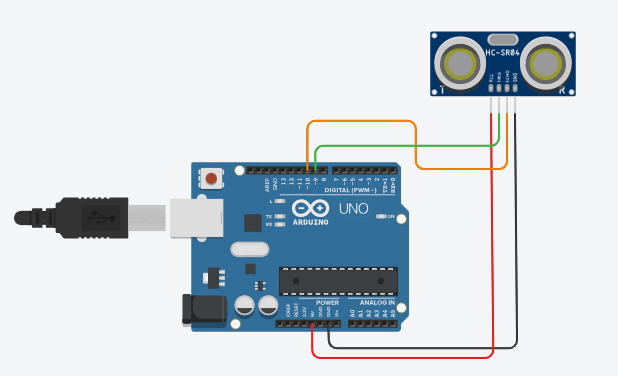 HC-SR04
VCC
TRIG
ECHO
GND
T
R
AREF
GND
13
12
~11
~10
~9
8
7
~6
~5
4
~3
2
TX→1
RX←0
DIGITAL (PWM~)
L
TX
RX
UNO
ARDUINO
ON
POWER
ANALOG IN
IOREF
RESET
3.3V
5V
GND
GND
Vin
A0
A1
A2
A3
A4
A5